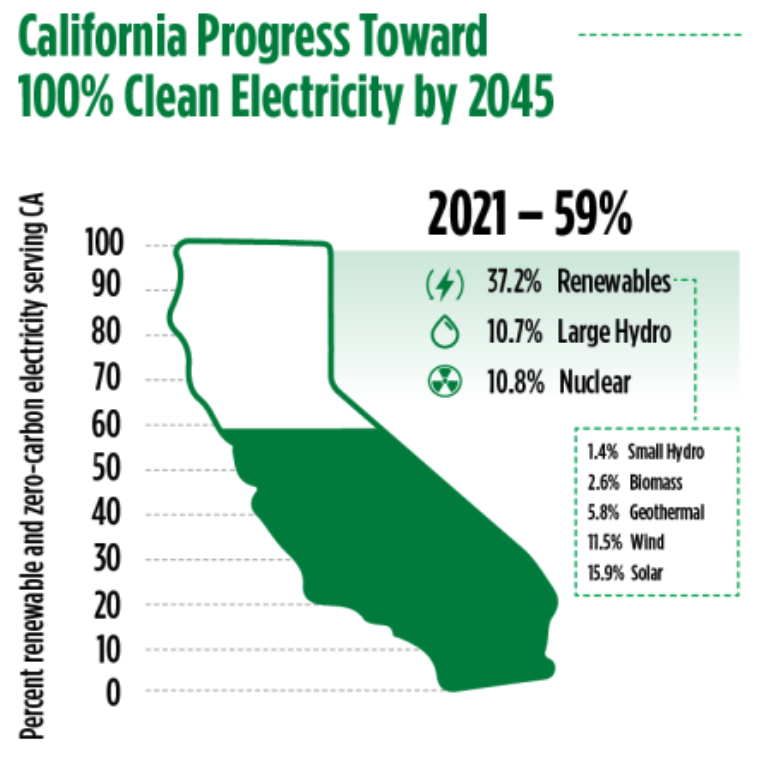 California Progress Toward
100% Clean Electricity by 2045
Percent renewable and zero-carbon electricity serving CA
2021 – 59%
100
90
80
70
60
50
40
30
20
10
0
37.2% Renewables
10.7% Large Hydro
10.8% Nuclear
1.4% Small Hydro
2.6% Biomass
5.8% Geothermal
11.5% Wind
15.9% Solar